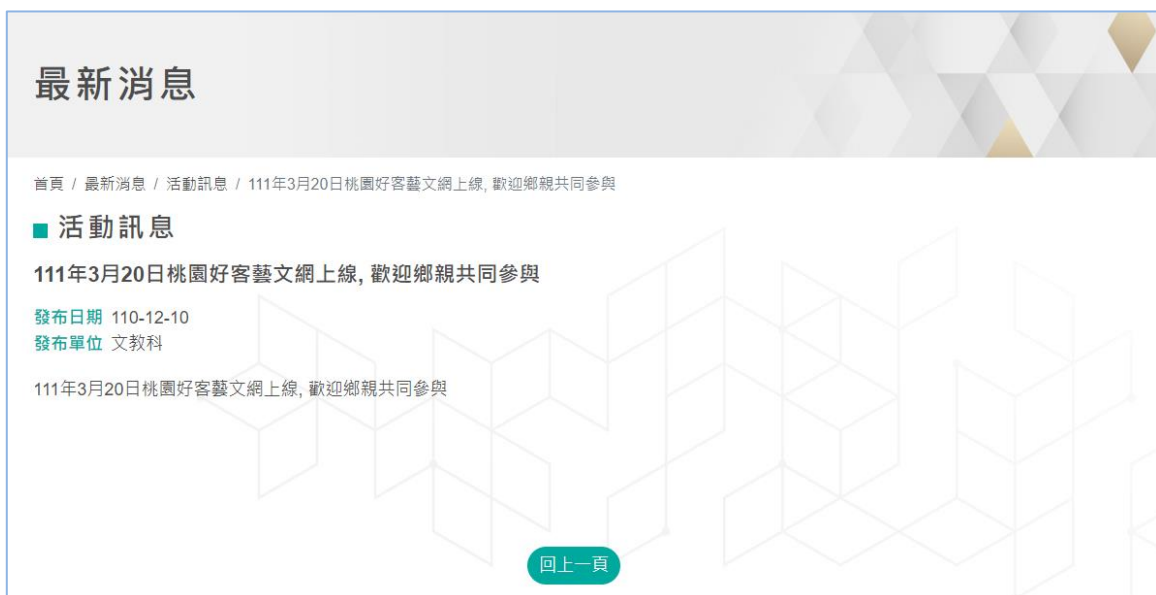 最新消息
首頁 / 最新消息 / 活動訊息 / 111年3月20日桃園好客藝文網上線, 歡迎鄉親共同參與
活動訊息
111年3月20日桃園好客藝文網上線, 歡迎鄉親共同參與
發布日期 110-12-10
發布單位 文教科
111年3月20日桃園好客藝文網上線, 歡迎鄉親共同參與
回上一頁